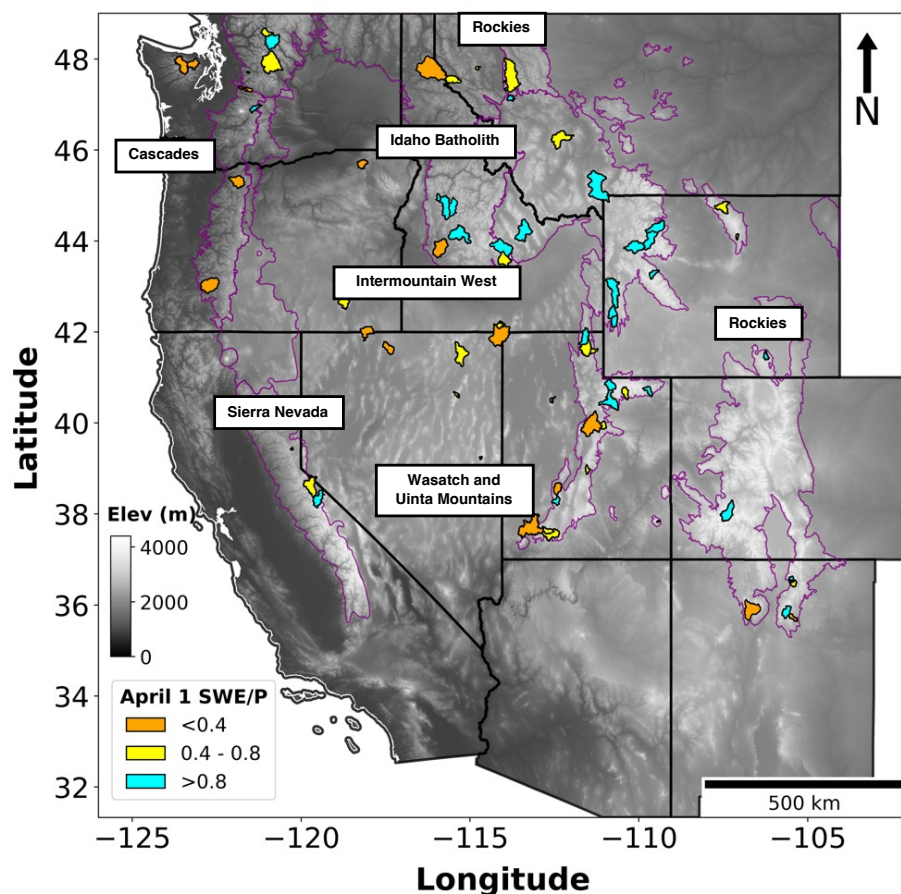 Rockies
N
Idaho Batholith
Cascades
Intermountain West
Rockies
Sierra Nevada
Wasatch and
Uinta Mountains
Elev (m)
4000
2000
0
April 1 SWE/P
<0.4
0.4 - 0.8
>0.8
500 km
48
46
44
42
40
38
36
34
32
Latitude
−125
−120
−115
−110
−105
Longitude